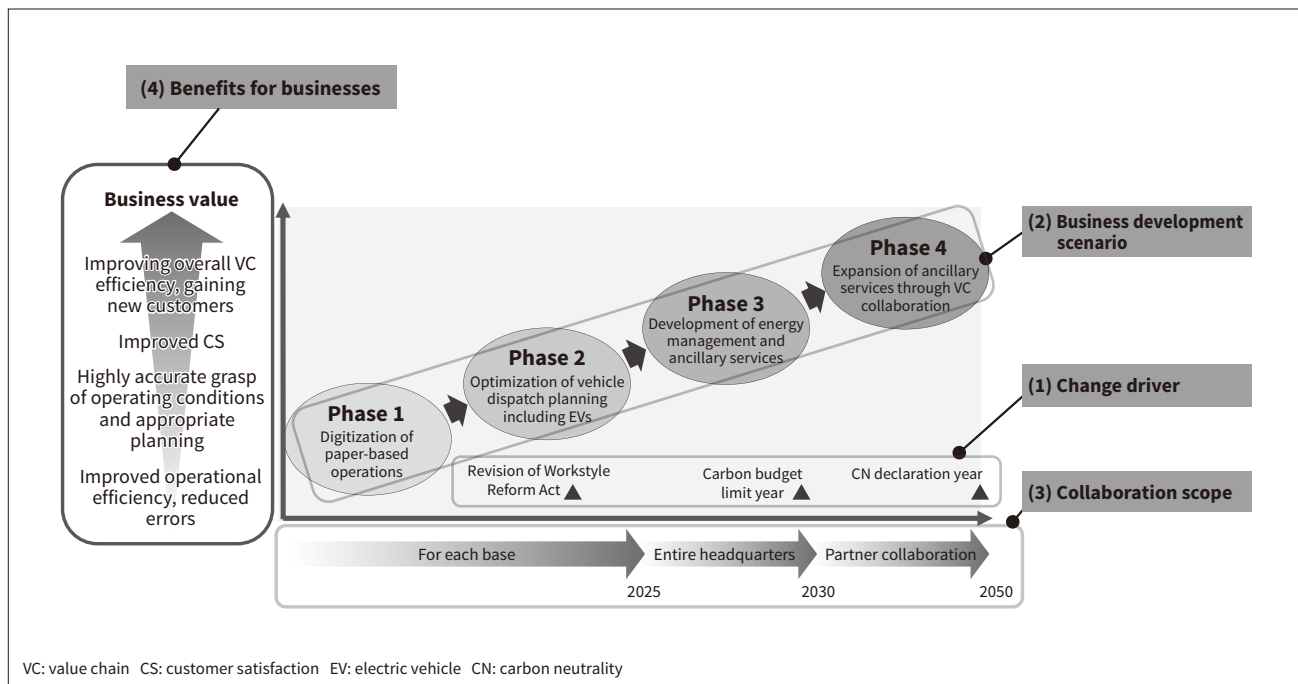 (4) Benefits for businesses
Business value
Improving overall VC
efficiency, gaining
new customers
Improved CS
Highly accurate grasp
of operating conditions
and appropriate
planning
Improved operational
efficiency, reduced
errors
Phase 1
Digitization of
paper-based
operations
Phase 2
Optimization of vehicle
dispatch planning
including EVs
Phase 3
Development of energy
management and
ancillary services
Phase 4
Expansion of ancillary
services through VC
collaboration
(2) Business development
scenario
(1) Change driver
Revision of Workstyle
Reform Act
Carbon budget
limit year
CN declaration year
(3) Collaboration scope
For each base
Entire headquarters
Partner collaboration
2025
2030
2050
VC: value chain CS: customer satisfaction EV: electric vehicle CN: carbon neutrality